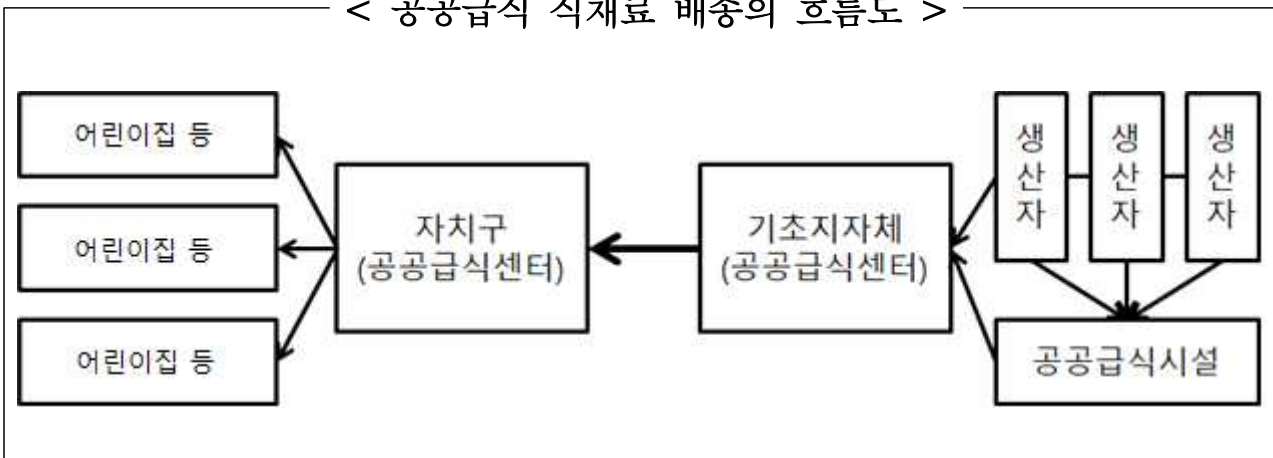 < 공공급식 식재료 배송의 흐름도 >
어린이집 등
어린이집 등
어린이집 등
자치구
(공공급식센터)
기초지자체
(공공급식센터)
생산자
생산자
생산자
공공급식시설